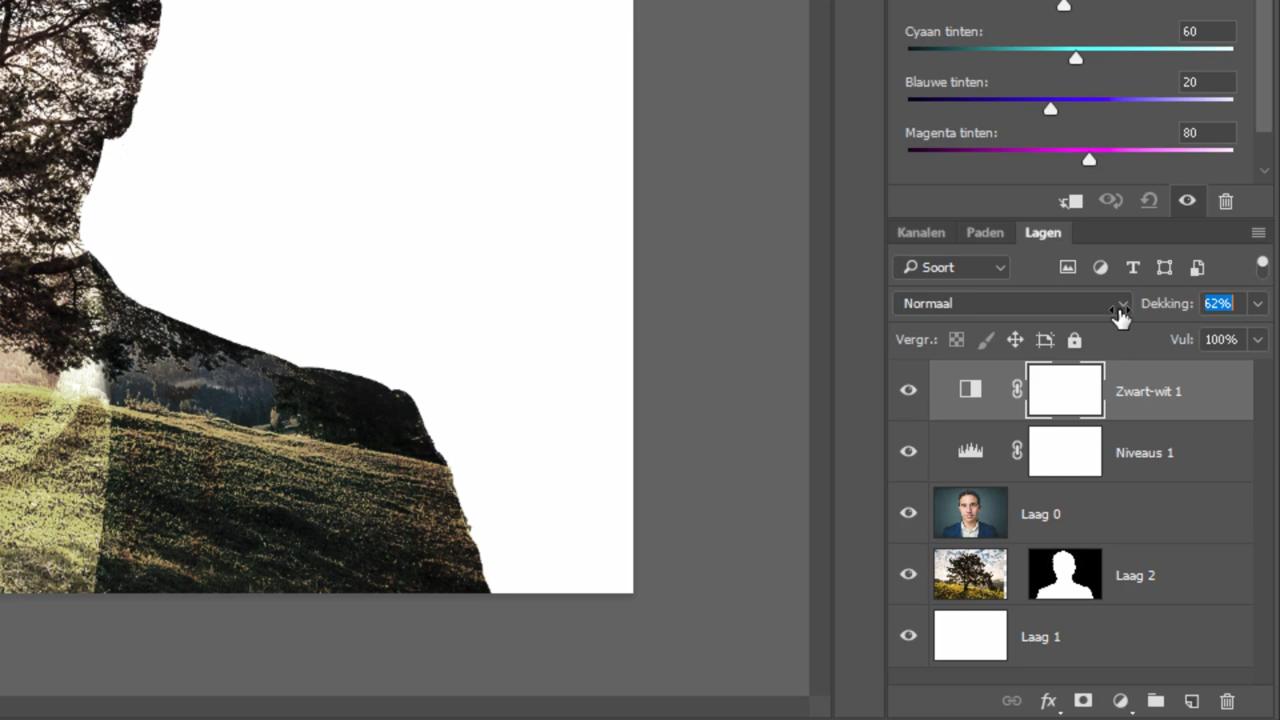 Cyaan tinten: 60
Blauwe tinten: 20
Magenta tinten: 80
Kanalen Paden Lagen
Soort
Normaal Dekking: 62%
Vergr.: Vul: 100%
Zwart-wit 1
Niveaus 1
Laag 0
Laag 2
Laag 1
fx